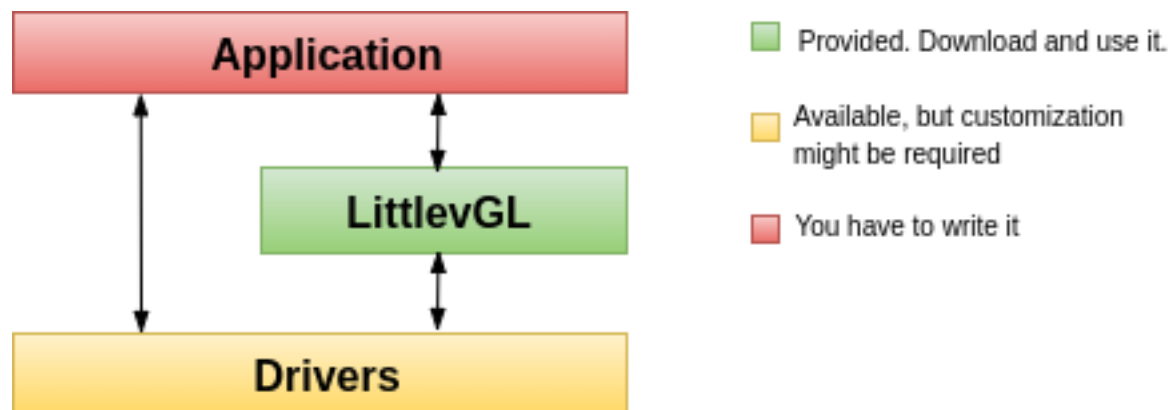 Application
LittlevGL
Drivers
Provided. Download and use it.
Available, but customization
might be required
You have to write it